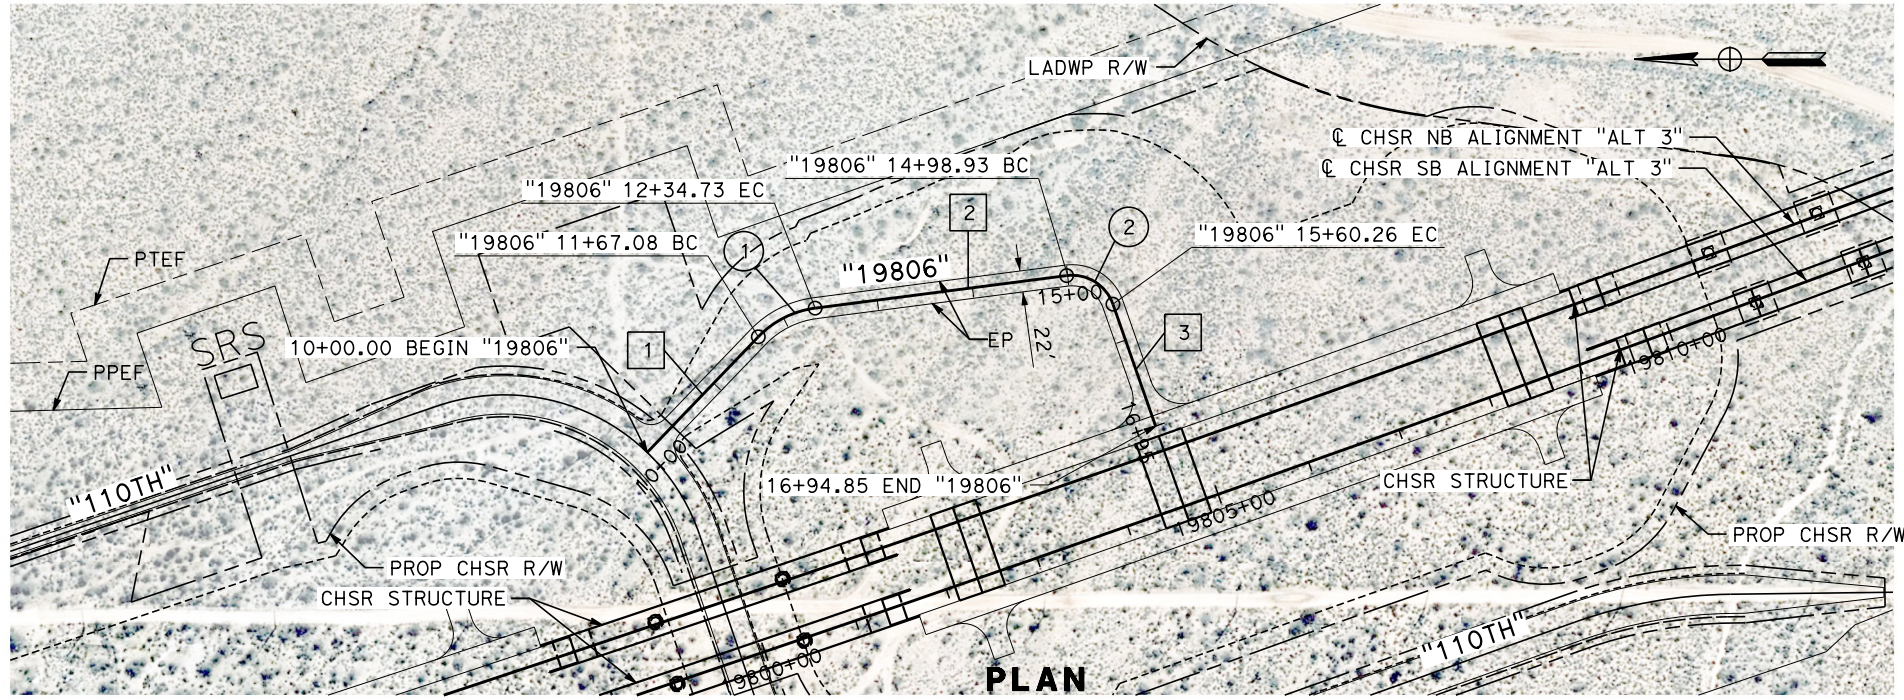 LADWP R/W
℄ CHSR NB ALIGNMENT "ALT 3"
℄ CHSR SB ALIGNMENT "ALT 3"
"19806" 14+98.93 BC
"19806" 12+34.73 EC
2
2
"19806" 15+60.26 EC
"19806" 11+67.08 BC
1
PTEF
"19806"
15+00
EP
22'
3
SRS
10+00.00 BEGIN "19806"
1
PPEF
19810+00
"110TH"
16+94.85 END "19806"
CHSR STRUCTURE
19805+00
PROP CHSR R/W
PROP CHSR R/W
CHSR STRUCTURE
"110TH"
9800+00
PLAN